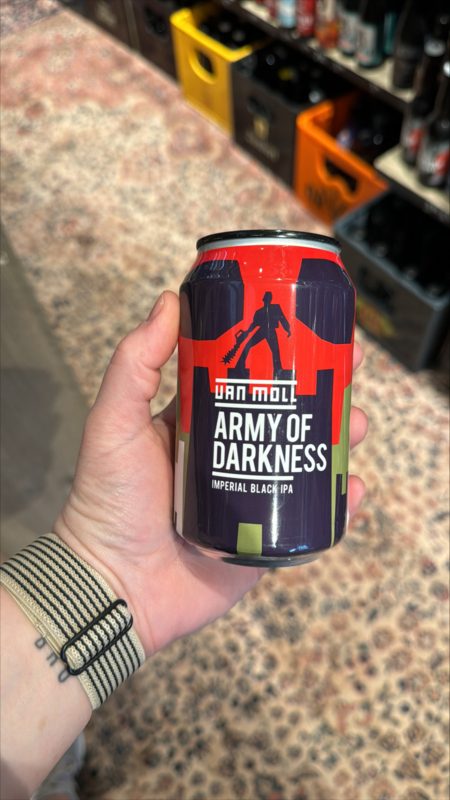 van moll
ARMY OF
DARKNESS
IMPERIAL BLACK IPA